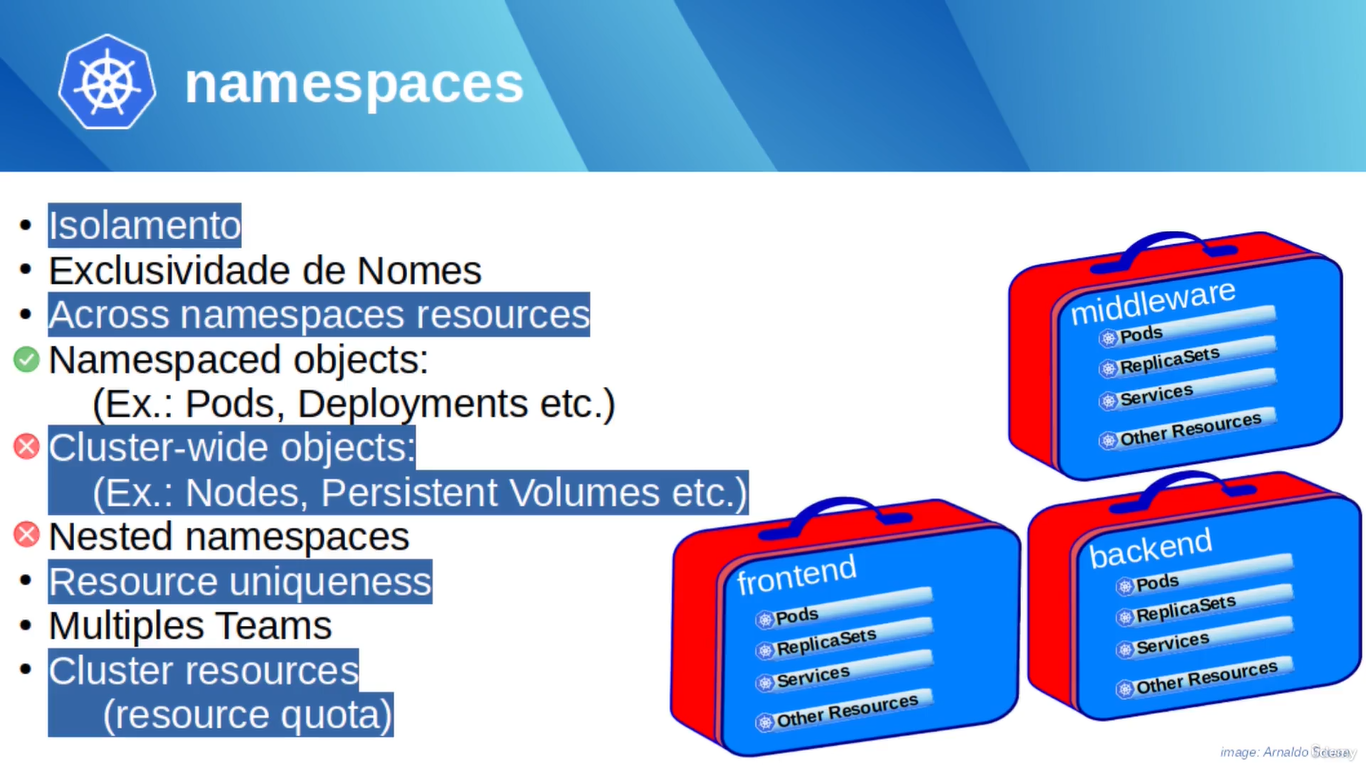 namespaces
• Isolamento
• Exclusividade de Nomes
• Across namespaces resources
Namespaced objects:
(Ex.: Pods, Deployments etc.)
Cluster-wide objects:
(Ex.: Nodes, Persistent Volumes etc.)
Nested namespaces
• Resource uniqueness
• Multiples Teams
• Cluster resources
(resource quota)
middleware
Pods
ReplicaSets
Services
Other Resources
frontend
Pods
ReplicaSets
Services
Other Resources
backend
Pods
ReplicaSets
Services
Other Resources
image: Arnaldo